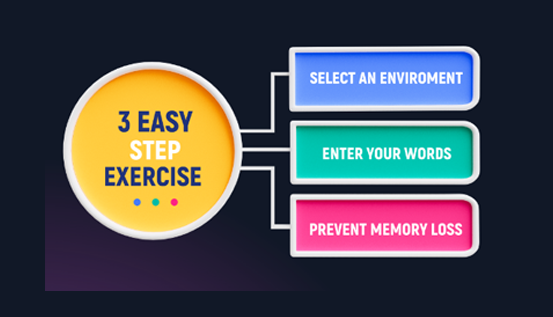 3 EASY
STEP
EXERCISE
SELECT AN ENVIROMENT
ENTER YOUR WORDS
PREVENT MEMORY LOSS